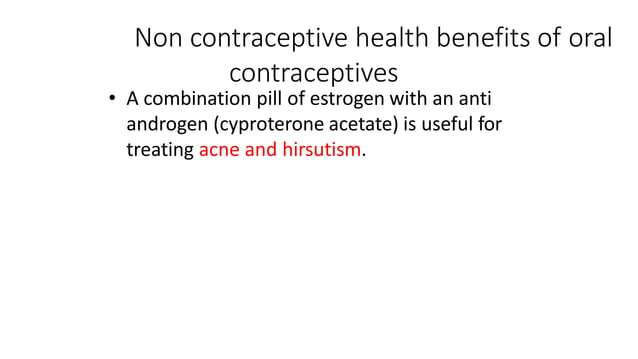 Non contraceptive health benefits of oral
contraceptives
• A combination pill of estrogen with an anti
androgen (cyproterone acetate) is useful for
treating acne and hirsutism.